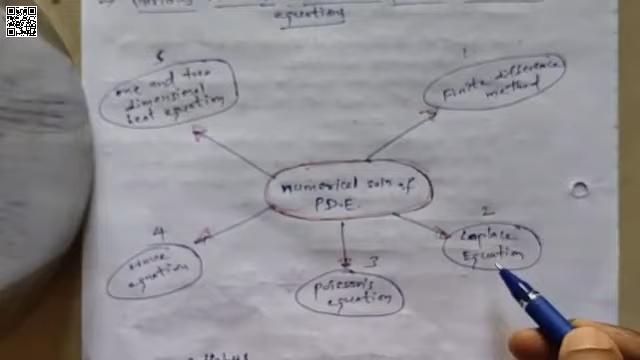 equation
5
one and two
dimensional
heat equation
1
Finite difference
method
numerical soln of
P.D.E.
4
wave
equation
3
poisson's
equation
2
Laplace
Equation